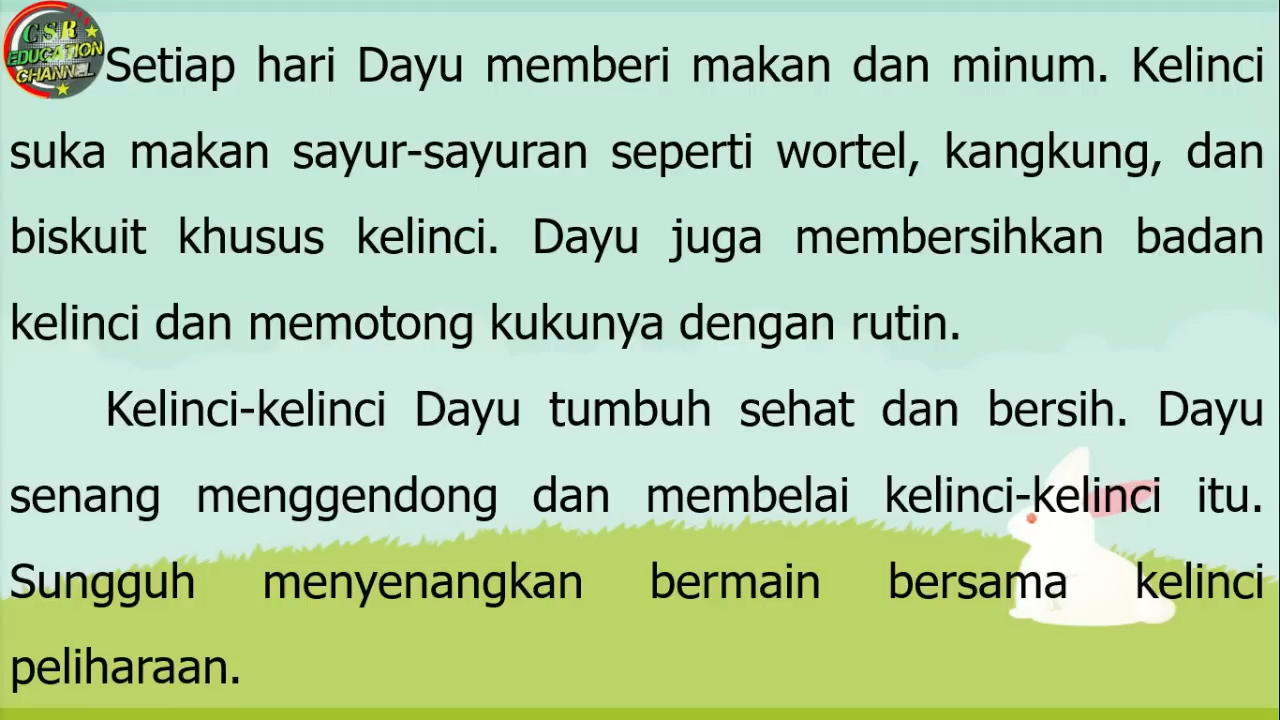 CSR
EDUCATION
CHANNEL
Setiap hari Dayu memberi makan dan minum. Kelinci
suka makan sayur-sayuran seperti wortel, kangkung, dan
biskuit khusus kelinci. Dayu juga membersihkan badan
kelinci dan memotong kukunya dengan rutin.
Kelinci-kelinci Dayu tumbuh sehat dan bersih. Dayu
senang menggendong dan membelai kelinci-kelinci itu.
Sungguh menyenangkan bermain bersama kelinci
peliharaan.